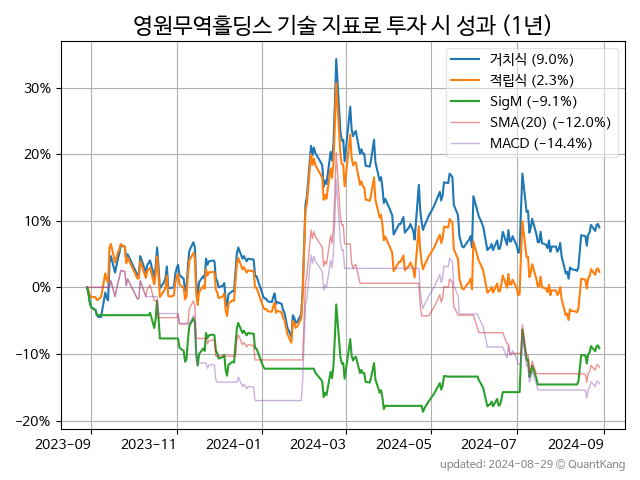 영원무역홀딩스 기술 지표로 투자 시 성과 (1년)
거치식 (9.0%)
적립식 (2.3%)
SigM (−9.1%)
SMA(20) (−12.0%)
MACD (−14.4%)
30%
20%
10%
0%
−10%
−20%
2023−09
2023−11
2024−01
2024−03
2024−05
2024−07
2024−09
updated: 2024−08−29 © QuantKang